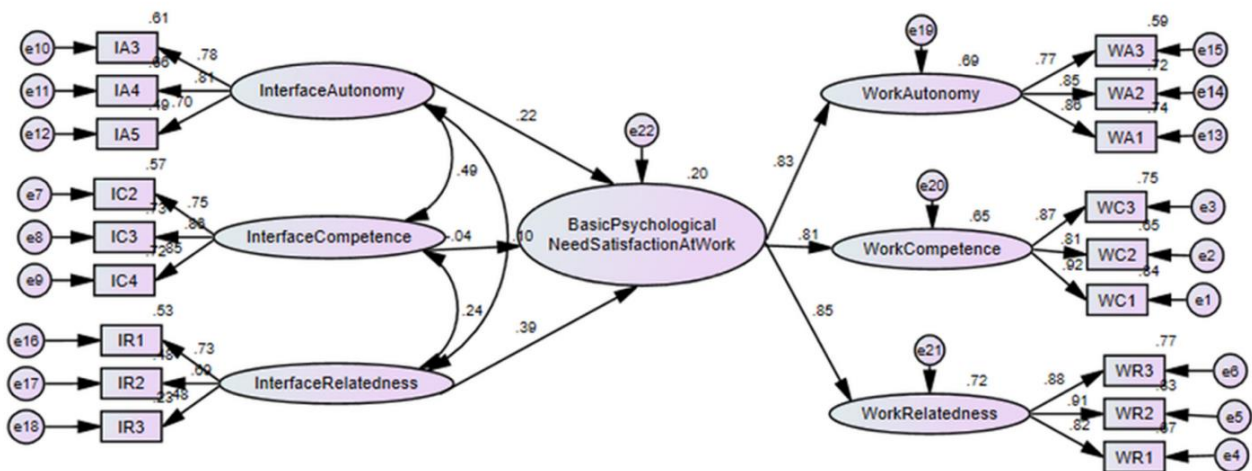 .61
e10
IA3
.78
.66
e11
IA4
.81
InterfaceAutonomy
.49
.70
e12
IA5
.57
e7
IC2
.75
.73
e8
IC3
.86
InterfaceCompetence
.72
.85
e9
IC4
.53
e16
IR1
.73
.48
e17
IR2
.69
InterfaceRelatedness
.23
.48
e18
IR3
.22
.49
-.04
.10
.24
.39
e22
.20
BasicPsychological
NeedSatisfactionAtWork
.83
.81
.85
e19
.69
WorkAutonomy
.59
.77
WA3
e15
.72
.85
WA2
e14
.74
.86
WA1
e13
e20
.65
WorkCompetence
.75
.87
WC3
e3
.65
.81
WC2
e2
.84
.92
WC1
e1
e21
.72
WorkRelatedness
.77
.88
WR3
e6
.83
.91
WR2
e5
.67
.82
WR1
e4